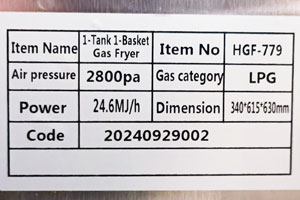 Item Name 1-Tank 1-Basket Gas Fryer Item No HGF-779
Air pressure 2800pa Gas category LPG
Power 24.6MJ/h Dimension 340*615*630mm
Code 20240929002